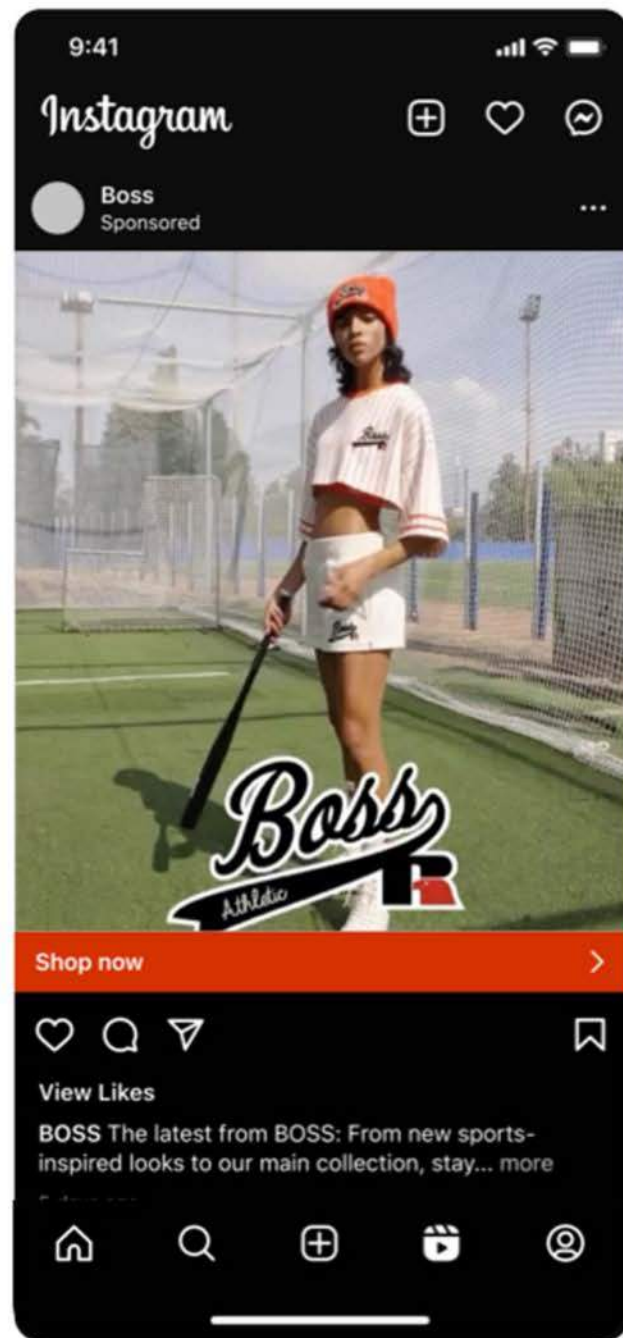 9:41
Instagram
Boss
Sponsored
Boss
Boss
Athletic
R
Shop now
View Likes
BOSS The latest from BOSS: From new sports-
inspired looks to our main collection, stay... more